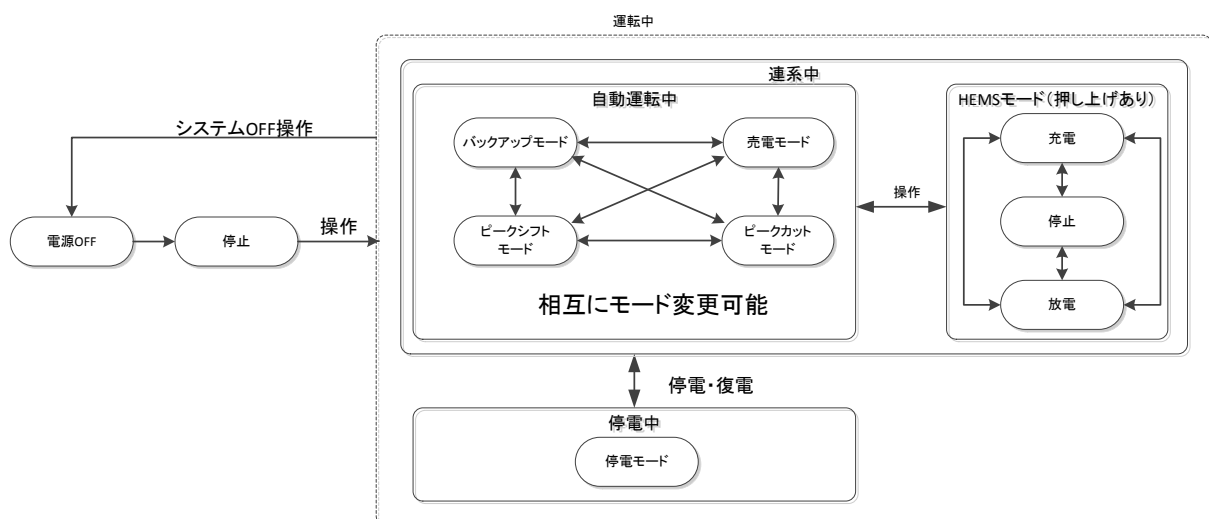 運転中
連系中
自動運転中
HEMSモード(押し上げあり)
システムOFF操作
バックアップモード
売電モード
充電
操作
電源OFF
停止
操作
ピークシフト
モード
ピークカット
モード
停止
相互にモード変更可能
放電
停電・復電
停電中
停電モード